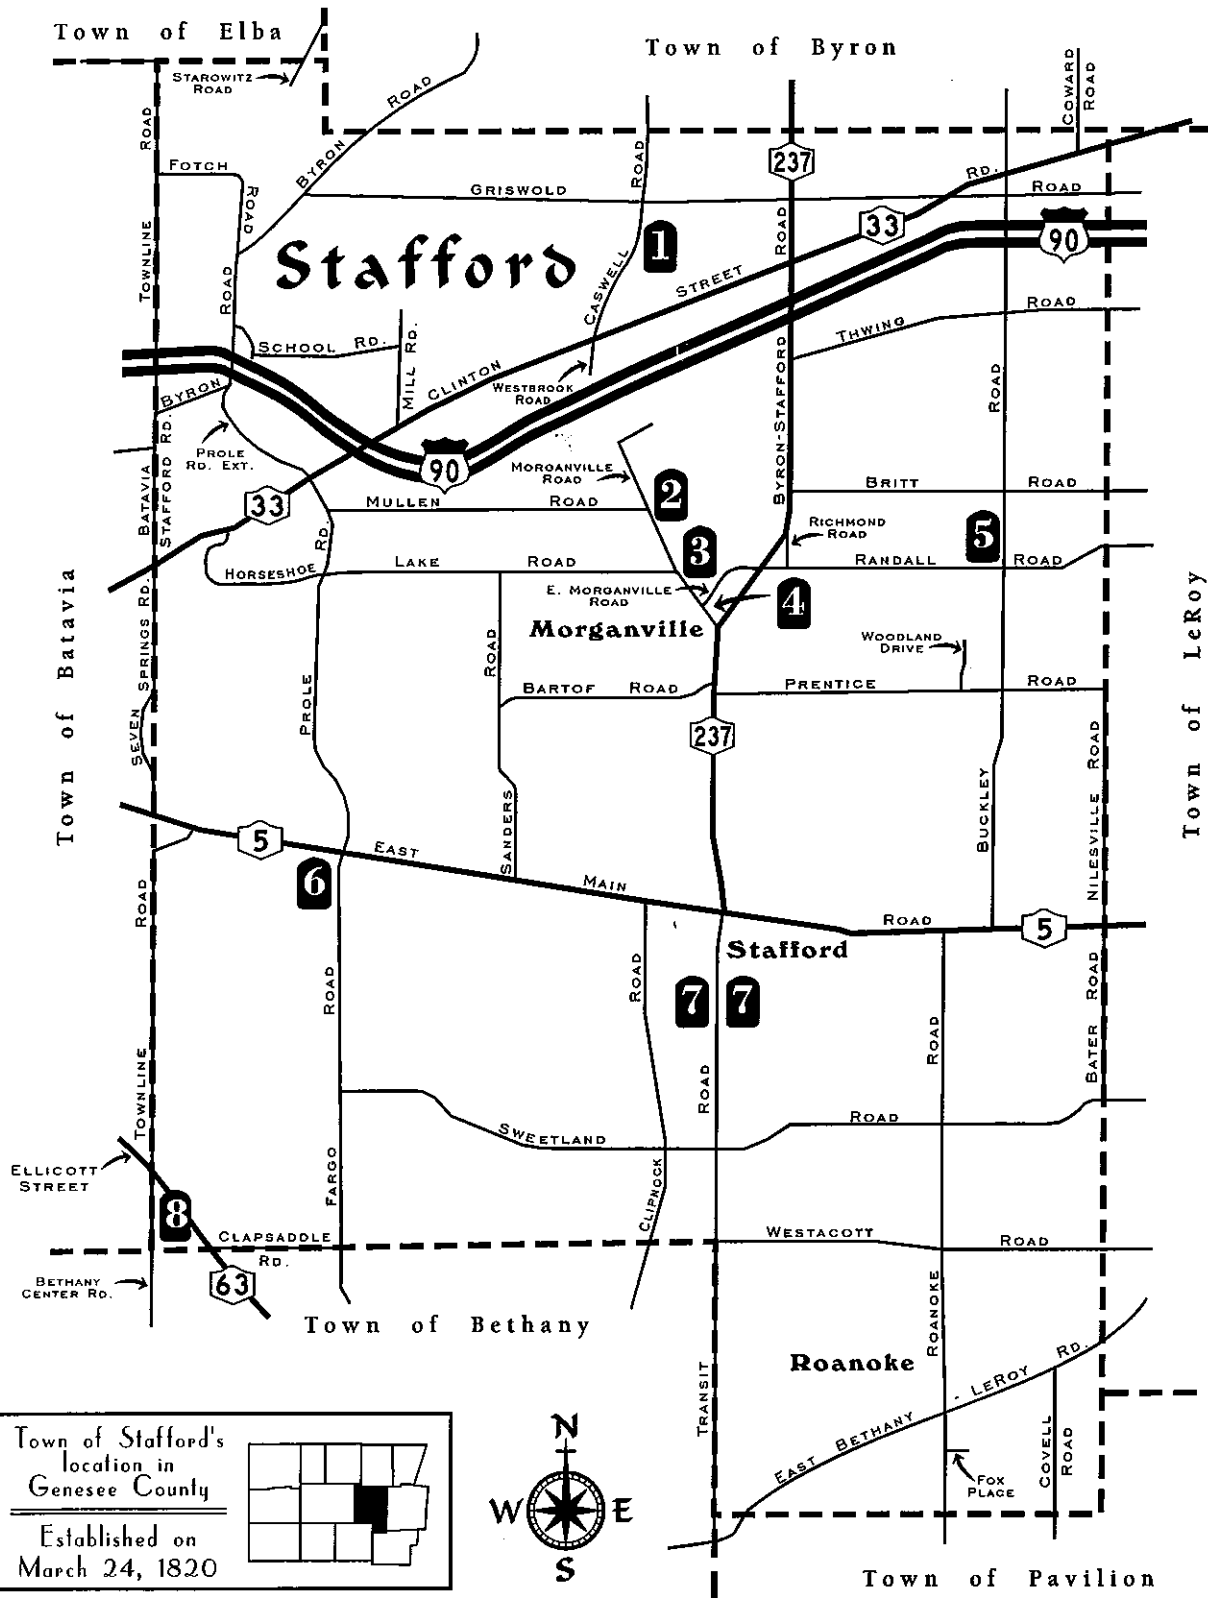 Town of Elba
Town of Byron
STAROWITZ
ROAD
BYRON ROAD
COWARD
ROAD
TOWNLINE ROAD
FOTCH
ROAD
237
GRISWOLD ROAD
RD.
33
90
Stafford
1
CASWELL ROAD
CLINTON STREET
BYRON-STAFFORD ROAD
THWING ROAD
ROAD
SCHOOL RD.
MILL RD.
WESTBROOK
ROAD
BYRON
PROLE
RD. EXT.
BATAVIA
STAFFORD RD.
90
33
MORGANVILLE
ROAD
2
MULLEN ROAD
BRITT ROAD
RICHMOND
ROAD
5
3
RD.
HORSESHOE LAKE ROAD
RANDALL ROAD
E. MORGANVILLE
ROAD
4
Morganville
WOODLAND
DRIVE
Town of Batavia
Town of LeRoy
SEVEN SPRINGS RD.
PROLE
SANDERS ROAD
BARTOF ROAD
PRENTICE ROAD
237
BUCKLEY ROAD
NILESVILLE ROAD
5
EAST MAIN ROAD
5
6
Stafford
7
7
TOWNLINE ROAD
FARGO ROAD
CLIPNOCK ROAD
ROAD
ROANOKE ROAD
BATER ROAD
SWEETLAND ROAD
ELLICOTT
STREET
8
CLAPSADDLE
RD.
WESTACOTT ROAD
BETHANY
CENTER RD.
63
Town of Bethany
Roanoke
TRANSIT
EAST BETHANY - LEROY RD.
COVELL
ROAD
FOX
PLACE
Town of Stafford's
location in
Genesee County
Established on
March 24, 1820
N
W E
S
Town of Pavilion